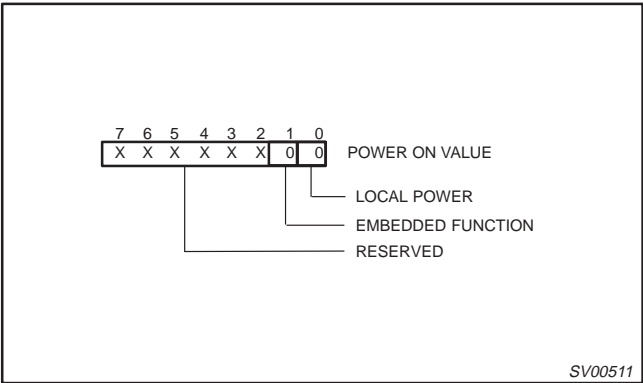 7 6 5 4 3 2 1 0
X X X X X X 0 0 POWER ON VALUE
LOCAL POWER
EMBEDDED FUNCTION
RESERVED
SV00511